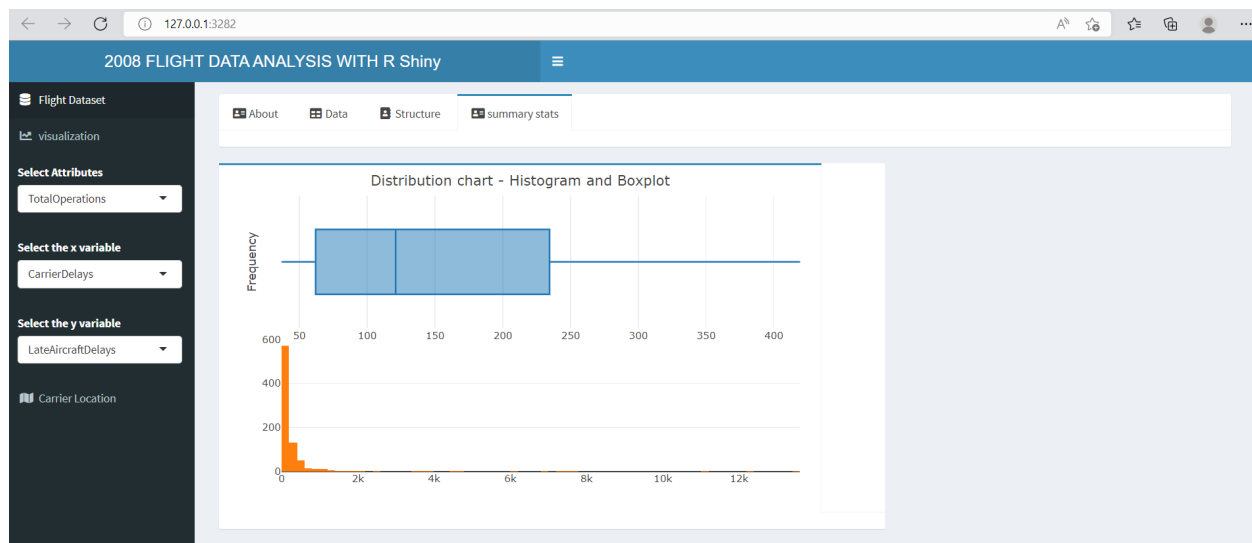 127.0.0.1:3282
2008 FLIGHT DATA ANALYSIS WITH R Shiny
Flight Dataset
visualization
Select Attributes
TotalOperations
Select the x variable
CarrierDelays
Select the y variable
LateAircraftDelays
Carrier Location
About Data Structure summary stats
Distribution chart - Histogram and Boxplot
Frequency
50 100 150 200 250 300 350 400
600
400
200
0
0 2k 4k 6k 8k 10k 12k